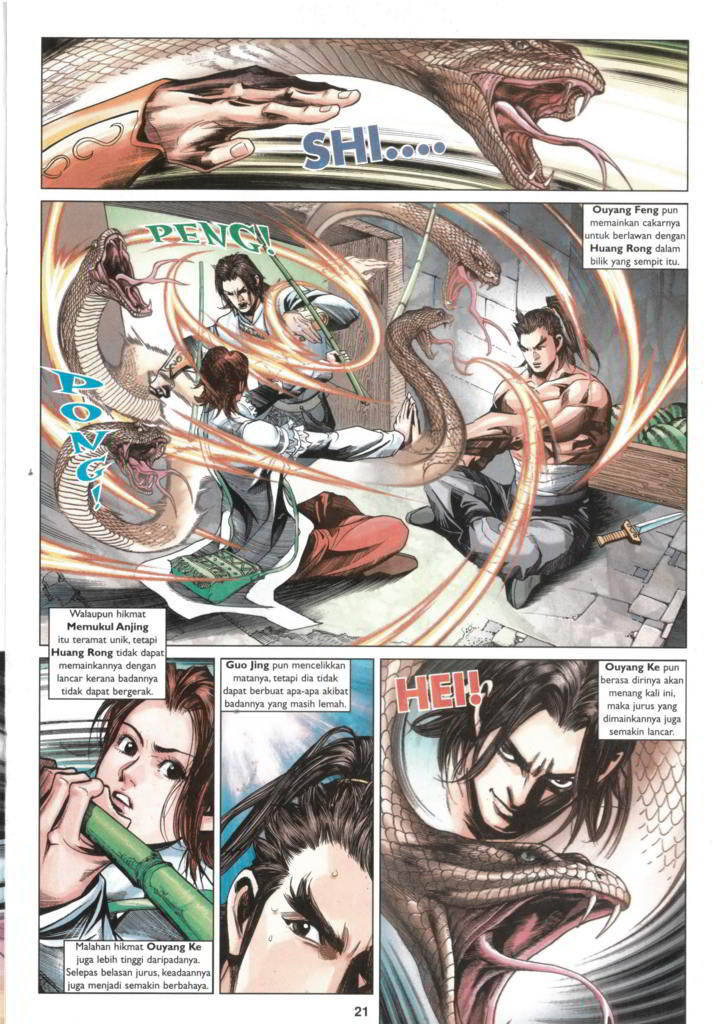 SHI....
Ouyang Feng pun
memainkan cakarnya
untuk berlawan dengan
Huang Rong dalam
bilik yang sempit itu.
PENG!
PONG!
Walaupun hikmat
Memukul Anjing
itu teramat unik, tetapi
Huang Rong tidak dapat
memainkannya dengan
lancar kerana badannya
tidak dapat bergerak.
Malahan hikmat Ouyang Ke
juga lebih tinggi daripadanya.
Selepas belasan jurus, keadaannya
juga menjadi semakin berbahaya.
Guo Jing pun mencelikkan
matanya, tetapi dia tidak
dapat berbuat apa-apa akibat
badannya yang masih lemah.
HEI!
Ouyang Ke pun
berasa dirinya akan
menang kali ini,
maka jurus yang
dimainkannya juga
semakin lancar.
21